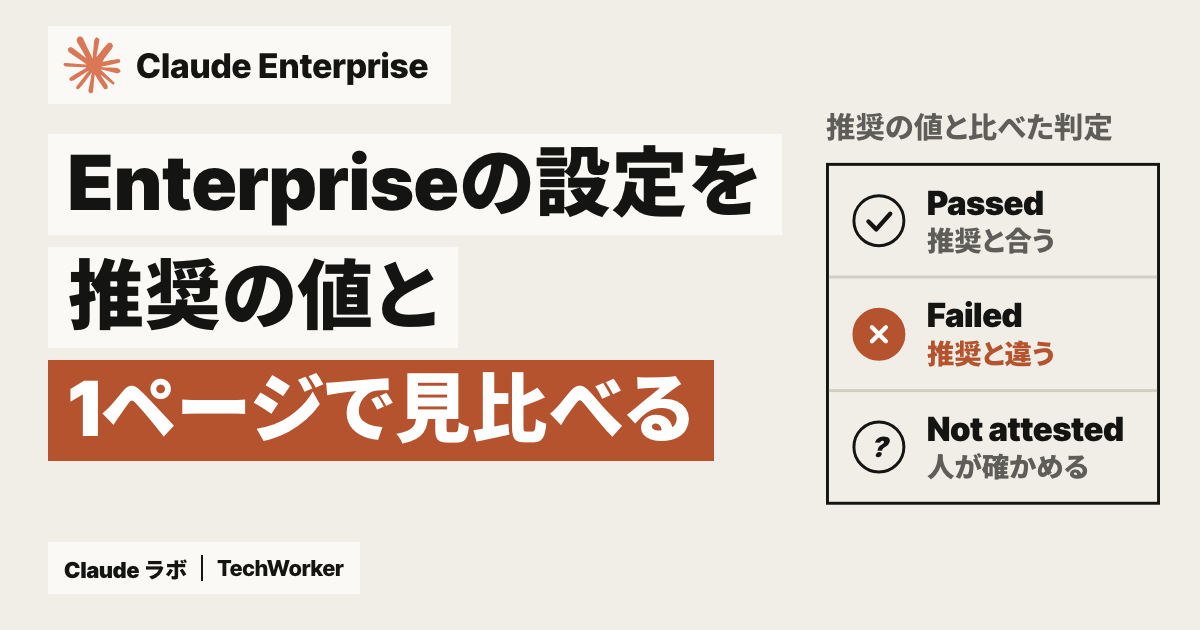 Claude Enterprise
Enterpriseの設定を
推奨の値と
1ページで見比べる
推奨の値と比べた判定
Passed
推奨と合う
Failed
推奨と違う
?
Not attested
人が確かめる
Claude ラボ | TechWorker